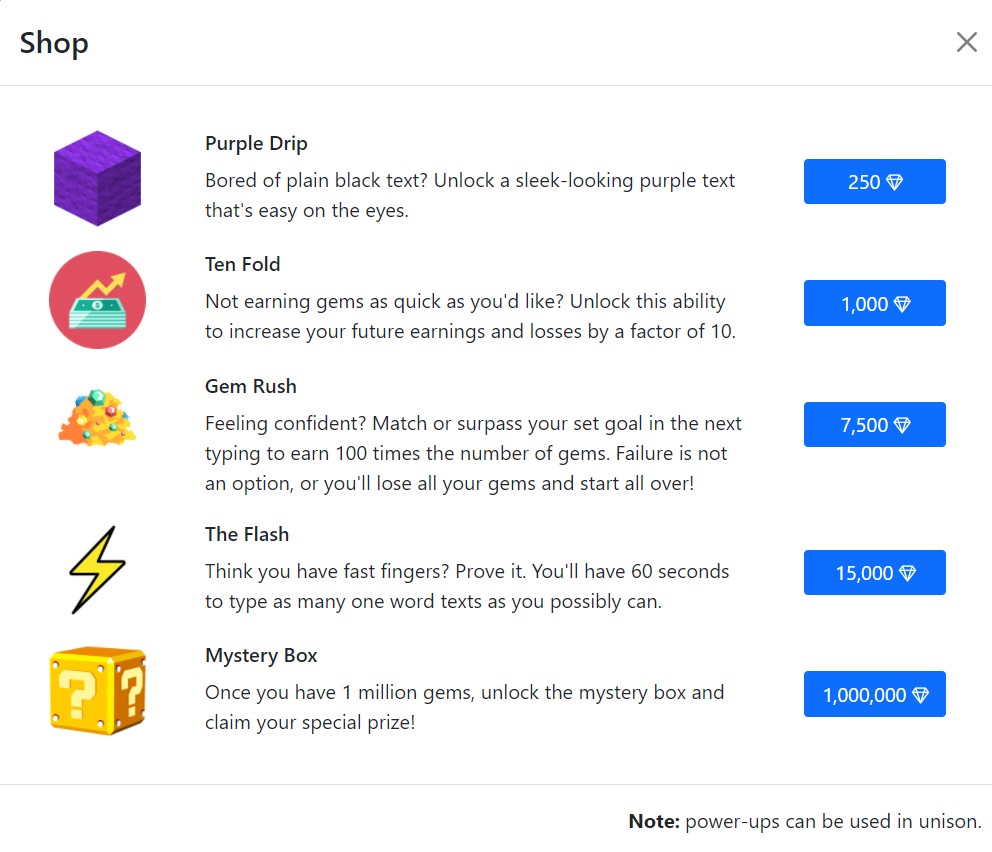 Shop
Purple Drip
Bored of plain black text? Unlock a sleek-looking purple text
that's easy on the eyes.
250
Ten Fold
Not earning gems as quick as you'd like? Unlock this ability
to increase your future earnings and losses by a factor of 10.
1,000
Gem Rush
Feeling confident? Match or surpass your set goal in the next
typing to earn 100 times the number of gems. Failure is not
an option, or you'll lose all your gems and start all over!
7,500
The Flash
Think you have fast fingers? Prove it. You'll have 60 seconds
to type as many one word texts as you possibly can.
15,000
Mystery Box
Once you have 1 million gems, unlock the mystery box and
claim your special prize!
1,000,000
Note: power-ups can be used in unison.